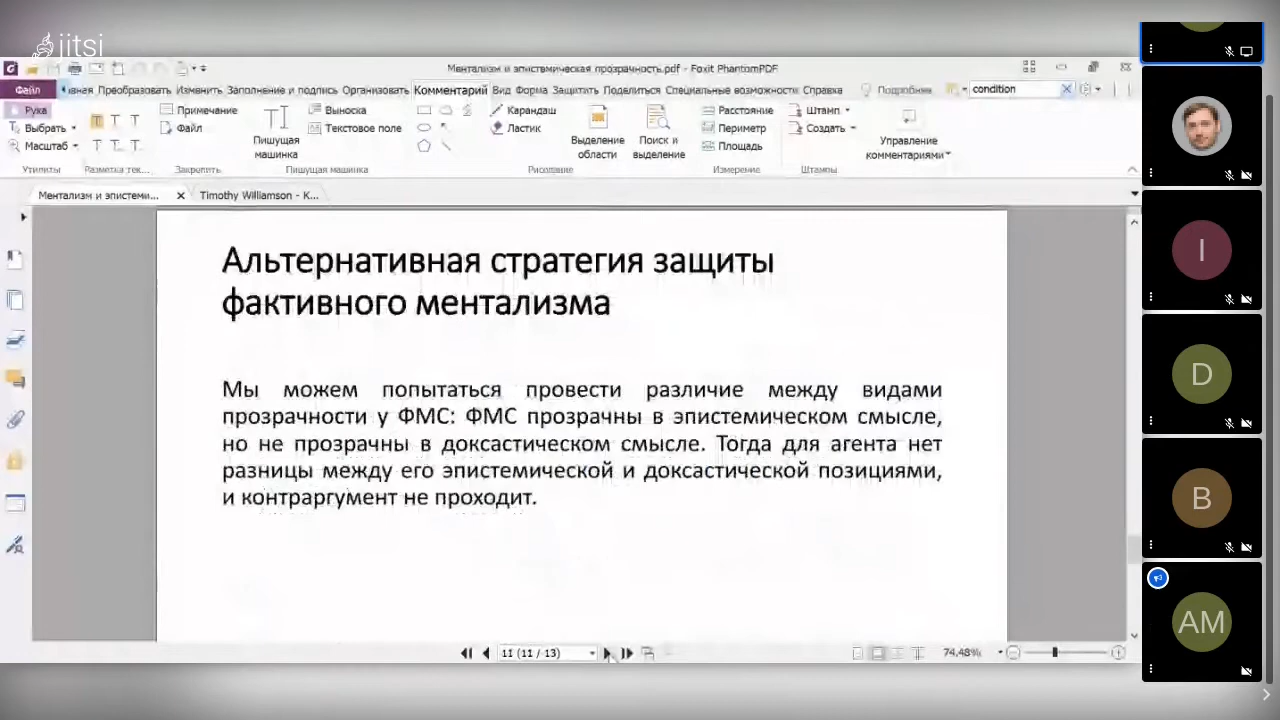 jitsi
Ментализм и эпистемическая прозрачность.pdf - Foxit PhantomPDF
Файл Преобразовать Изменить Заполнение и подпись Организовать Комментарий Вид Форма Защитить Поделиться Специальные возможности Справка Подробнее condition
Рука
Выбрать
Масштаб
Утилиты
T T T
T T T
Разметка тек...
Примечание
Файл
Закрепить
Пишущая машинка
Выноска
Текстовое поле
Пишущая машинка
Карандаш
Ластик
Рисование
Выделение области
Поиск и выделение
Расстояние
Периметр
Площадь
Измерение
Штамп
Создать
Штампы
Управление комментариями
Ментализм и эпистеми...
Timothy Williamson - K...
Альтернативная стратегия защиты
фактивного ментализма
Мы можем попытаться провести различие между видами
прозрачности у ФМС: ФМС прозрачны в эпистемическом смысле,
но не прозрачны в доксастическом смысле. Тогда для агента нет
разницы между его эпистемической и доксастической позициями,
и контраргумент не проходит.
11 (11 / 13)
74.48%
I
D
B
AM